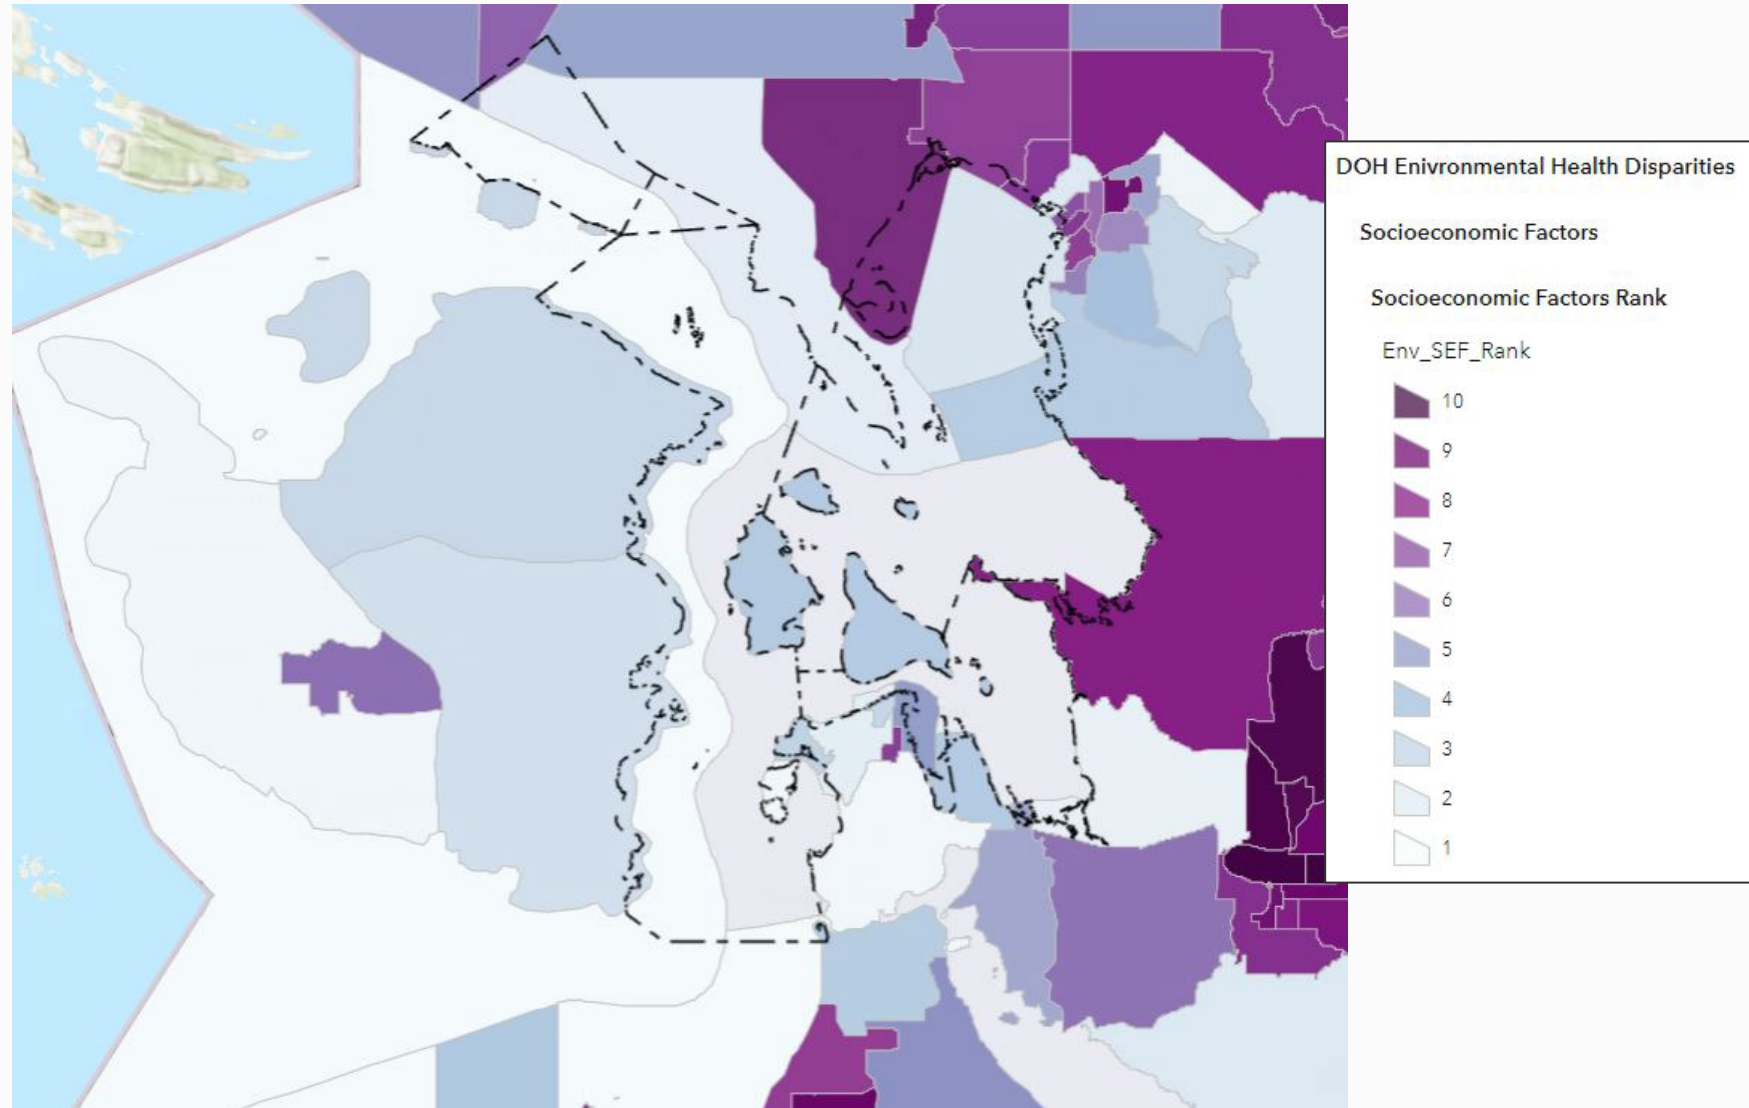 DOH Enivronmental Health Disparities
Socioeconomic Factors
Socioeconomic Factors Rank
Env_SEF_Rank
10
9
8
7
6
5
4
3
2
1